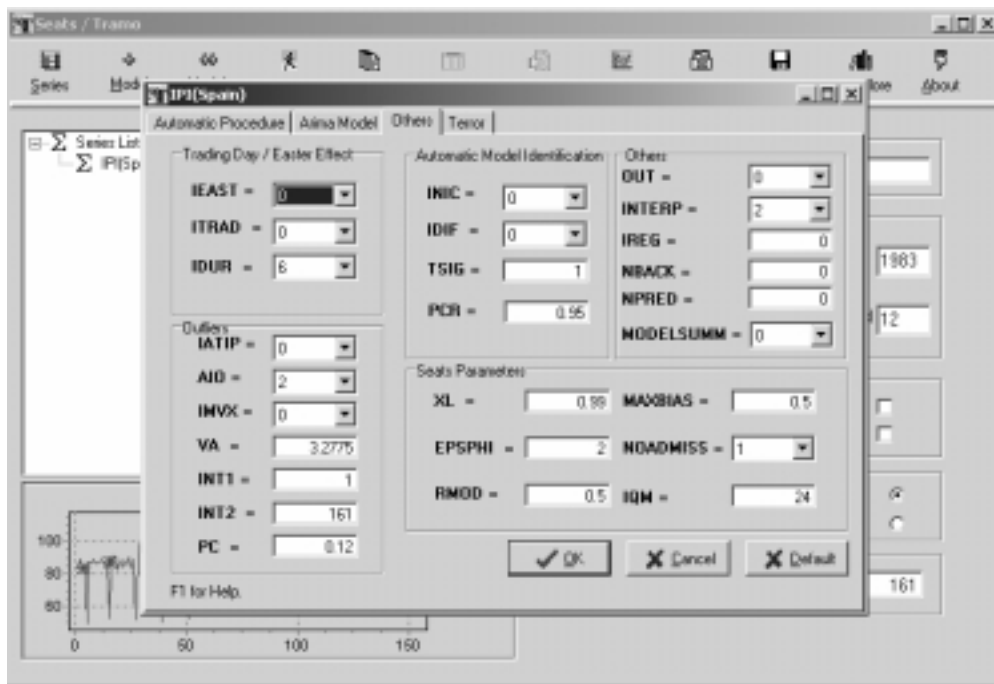 Seats / Tramo
Series Mod About
IPI(Spain)
Automatic Procedure Arima Model Others Terror
Series List
IPI(Sp
Trading Day / Easter Effect
IEAST = 0
ITRAD = 0
IDUR = 6
Outliers
IATIP = 0
AIO = 2
IMVX = 0
VA = 3.2775
INT1 = 1
INT2 = 161
PC = 0.12
Automatic Model Identification
INIC = 0
IDIF = 0
TSIG = 1
PCR = 0.95
Others
OUT = 0
INTERP = 2
IREG = 0
NBACK = 0
NPRED = 0
MODELSUMM = 0
Seats Parameters
XL = 0.99 MAXBIAS = 0.5
EPSPHI = 2 NOADMISS = 1
RMOD = 0.5 IQM = 24
OK Cancel Default
F1 for Help.
1983
12
161
100
80
60
0 50 100 150